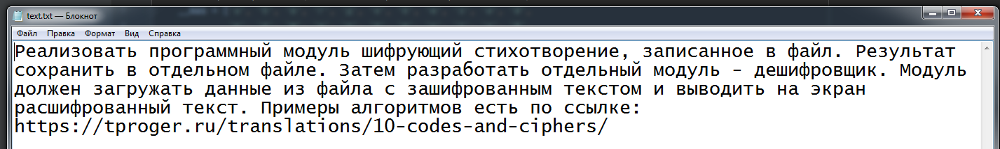 text.txt — Блокнот
Файл Правка Формат Вид Справка
Реализовать программный модуль шифрующий стихотворение, записанное в файл. Результат
сохранить в отдельном файле. Затем разработать отдельный модуль - дешифровщик. Модуль
должен загружать данные из файла с зашифрованным текстом и выводить на экран
расшифрованный текст. Примеры алгоритмов есть по ссылке:
https://tproger.ru/translations/10-codes-and-ciphers/